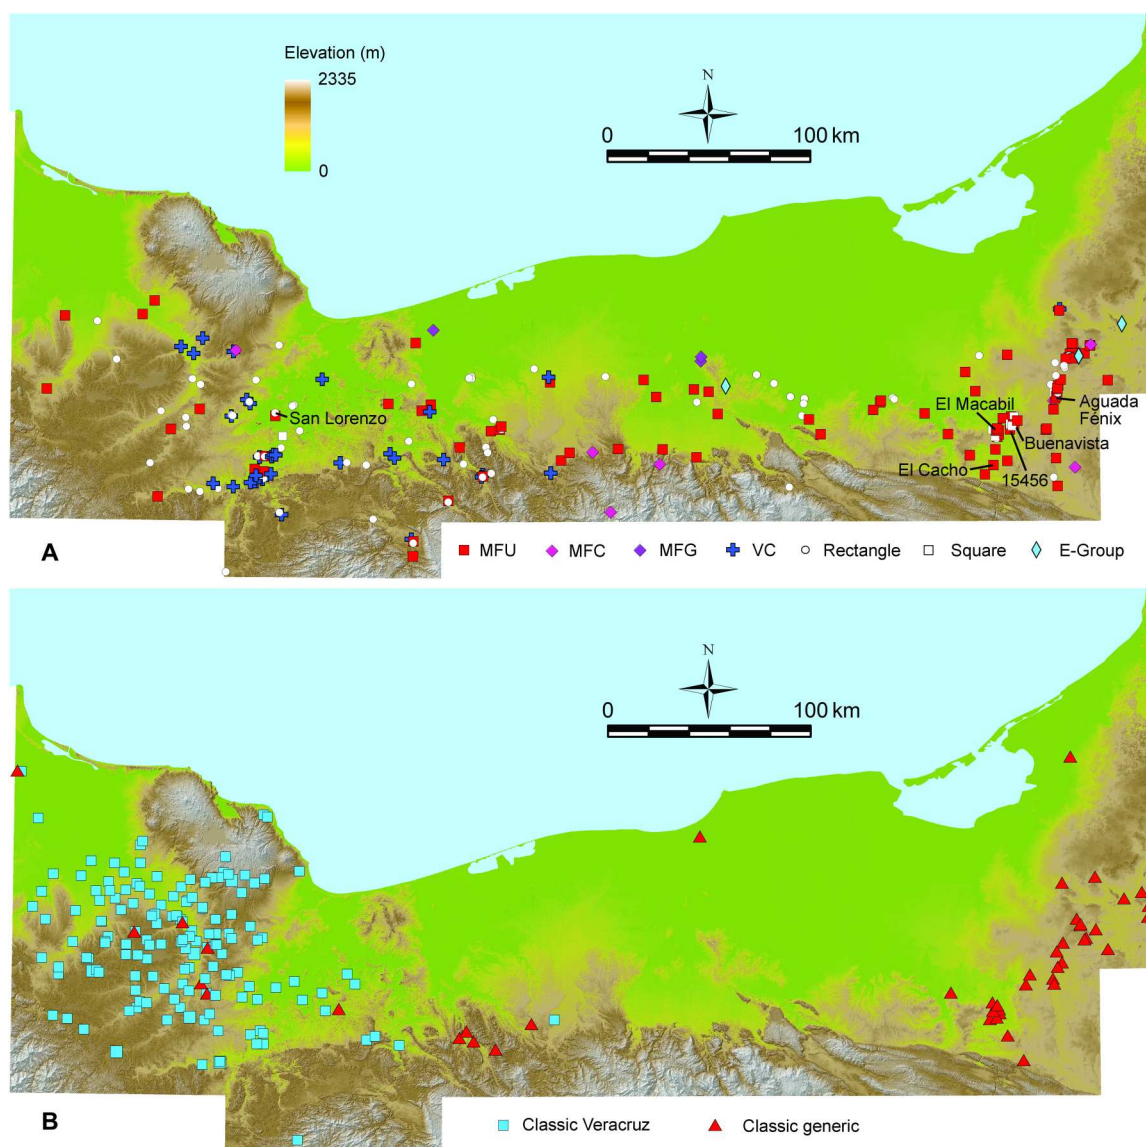 Elevation (m)
2335
0
N
0 100 km
San Lorenzo
El Macabil
Aguada
Fénix
Buenavista
El Cacho
15456
A
MFU MFC MFG VC Rectangle Square E-Group
N
0 100 km
B
Classic Veracruz Classic generic